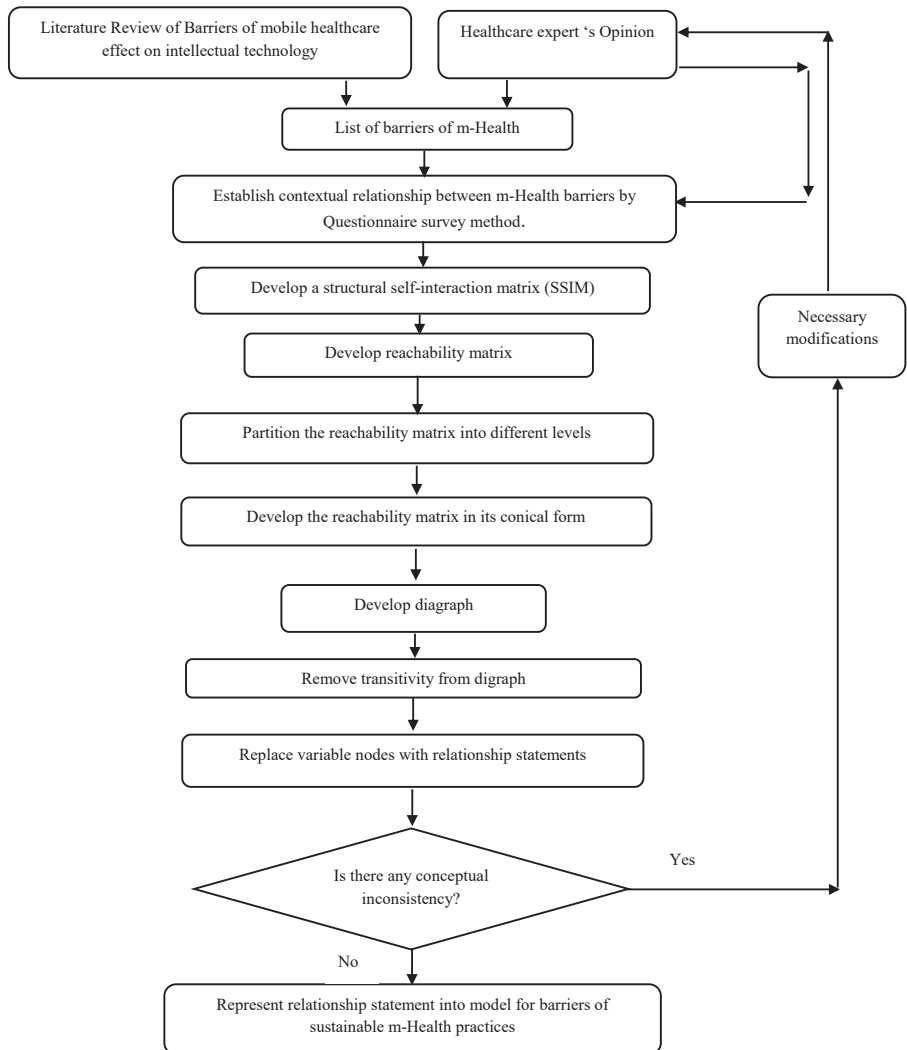 Literature Review of Barriers of mobile healthcare
effect on intellectual technology
Healthcare expert ‘s Opinion
List of barriers of m-Health
Establish contextual relationship between m-Health barriers by
Questionnaire survey method.
Develop a structural self-interaction matrix (SSIM)
Necessary
modifications
Develop reachability matrix
Partition the reachability matrix into different levels
Develop the reachability matrix in its conical form
Develop diagraph
Remove transitivity from digraph
Replace variable nodes with relationship statements
Is there any conceptual
inconsistency?
Yes
No
Represent relationship statement into model for barriers of
sustainable m-Health practices